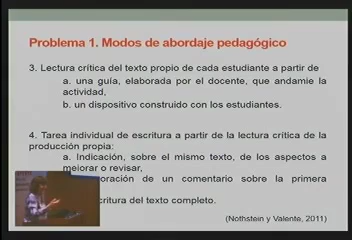 Problema 1. Modos de abordaje pedagógico
3. Lectura crítica del texto propio de cada estudiante a partir de
a. una guía, elaborada por el docente, que andamie la
actividad,
b. un dispositivo construido con los estudiantes.
4. Tarea individual de escritura a partir de la lectura crítica de la
producción propia:
a. Indicación, sobre el mismo texto, de los aspectos a
mejorar o revisar,
oración de un comentario sobre la primera
critura del texto completo.
(Nothstein y Valente, 2011)